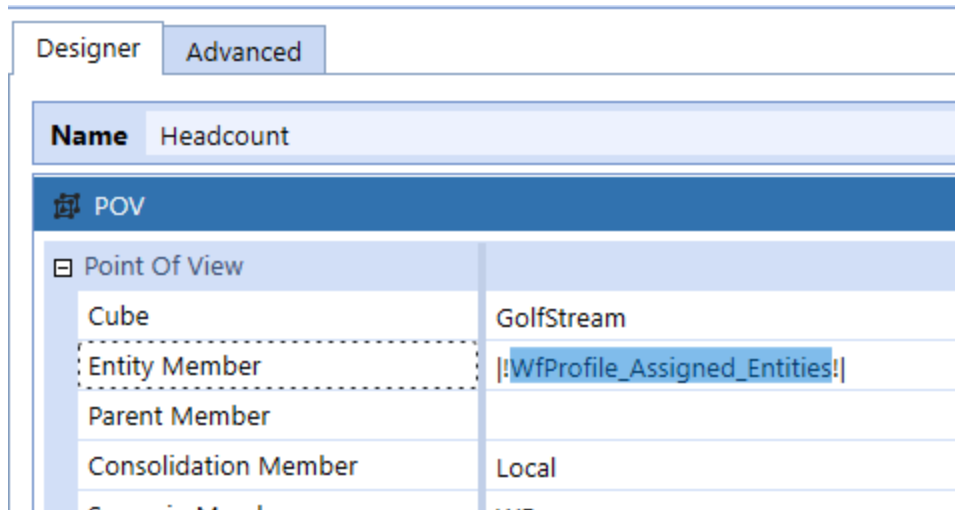 Designer
Advanced
Name Headcount
POV
Point Of View
Cube GolfStream
Entity Member |!WfProfile_Assigned_Entities!|
Parent Member
Consolidation Member Local